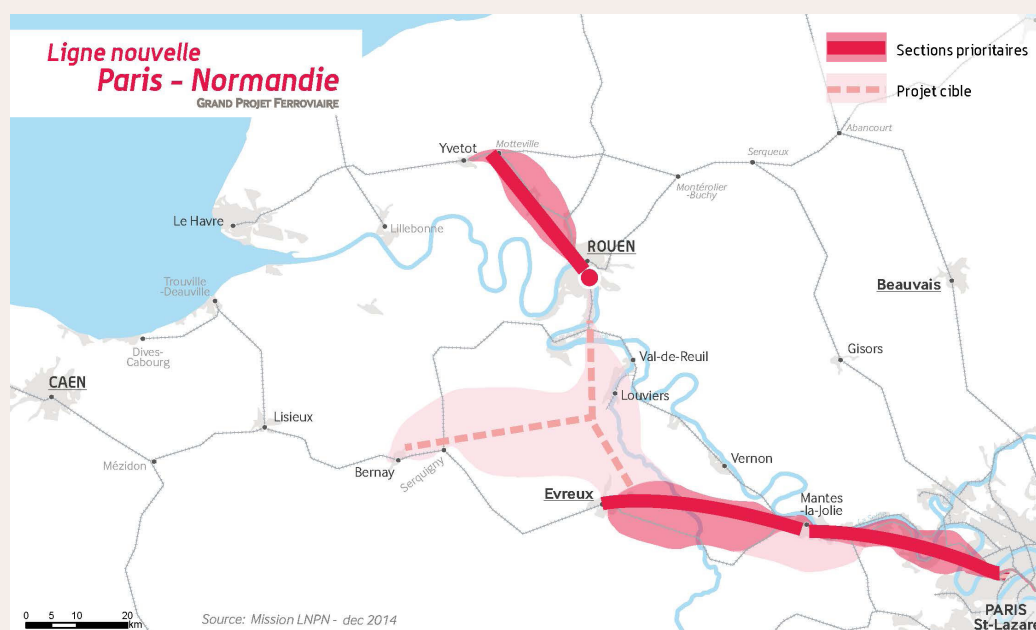 Ligne nouvelle
Paris - Normandie
GRAND PROJET FERROVIAIRE
Sections prioritaires
Projet cible
Abancourt
Yvetot
Motteville
Serqueux
Montérolier
-Buchy
Le Havre
Lillebonne
ROUEN
Trouville
-Deauville
Beauvais
Dives-
Cabourg
Val-de-Reuil
Gisors
CAEN
Louviers
Lisieux
Mézidon
Bernay
Serquigny
Vernon
Evreux
Mantes
-la-Jolie
PARIS
St-Lazare
0 5 10 20
km
Source: Mission LNPN - dec 2014